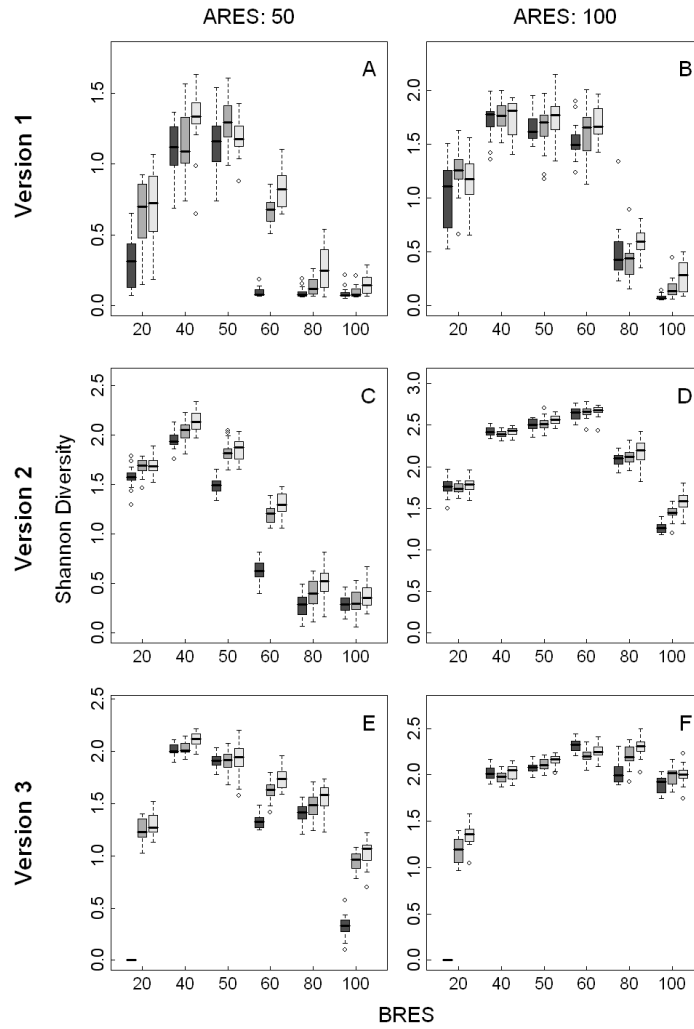 ARES: 50
ARES: 100
Version 1
A
0.0 0.5 1.0 1.5
20 40 50 60 80 100
B
0.0 0.5 1.0 1.5 2.0
20 40 50 60 80 100
Version 2
Shannon Diversity
C
0.0 0.5 1.0 1.5 2.0 2.5
20 40 50 60 80 100
D
0.0 0.5 1.0 1.5 2.0 2.5 3.0
20 40 50 60 80 100
Version 3
E
0.0 0.5 1.0 1.5 2.0 2.5
20 40 50 60 80 100
F
0.0 0.5 1.0 1.5 2.0 2.5
20 40 50 60 80 100
BRES